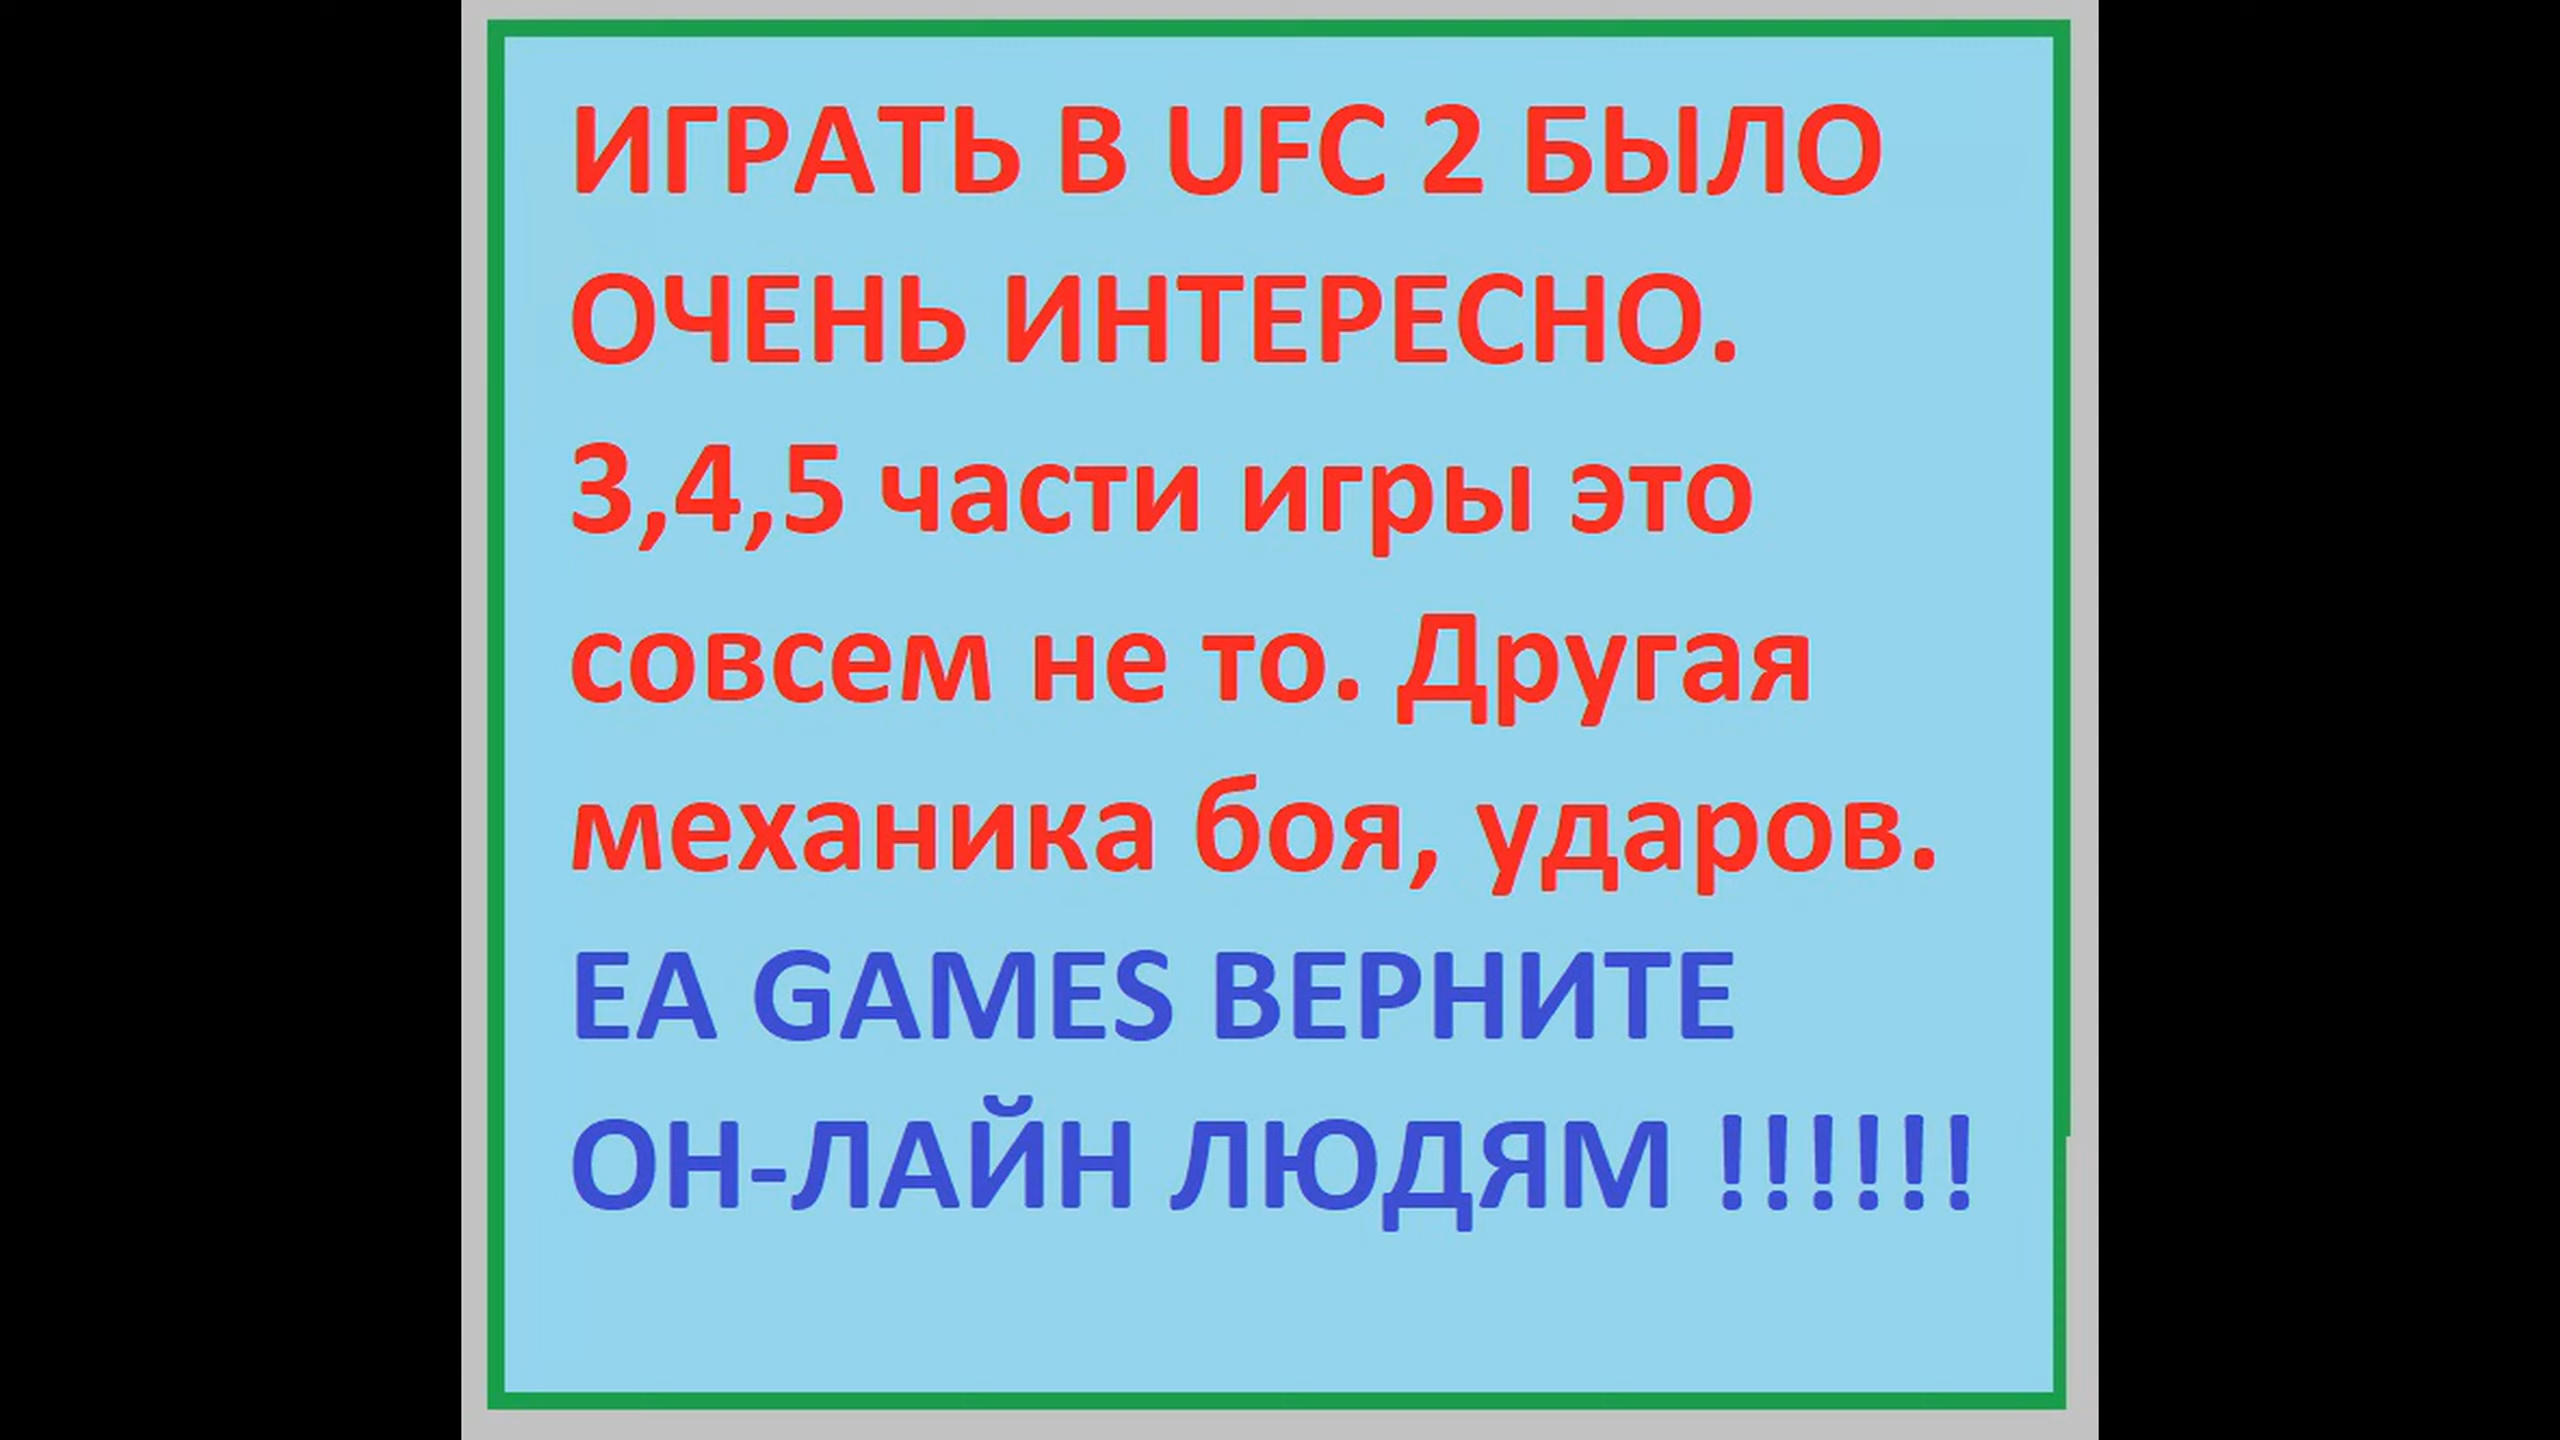 ИГРАТЬ В UFC 2 БЫЛО
ОЧЕНЬ ИНТЕРЕСНО.
3,4,5 части игры это
совсем не то. Другая
механика боя, ударов.
EA GAMES ВЕРНИТЕ
ОН-ЛАЙН ЛЮДЯМ !!!!!!